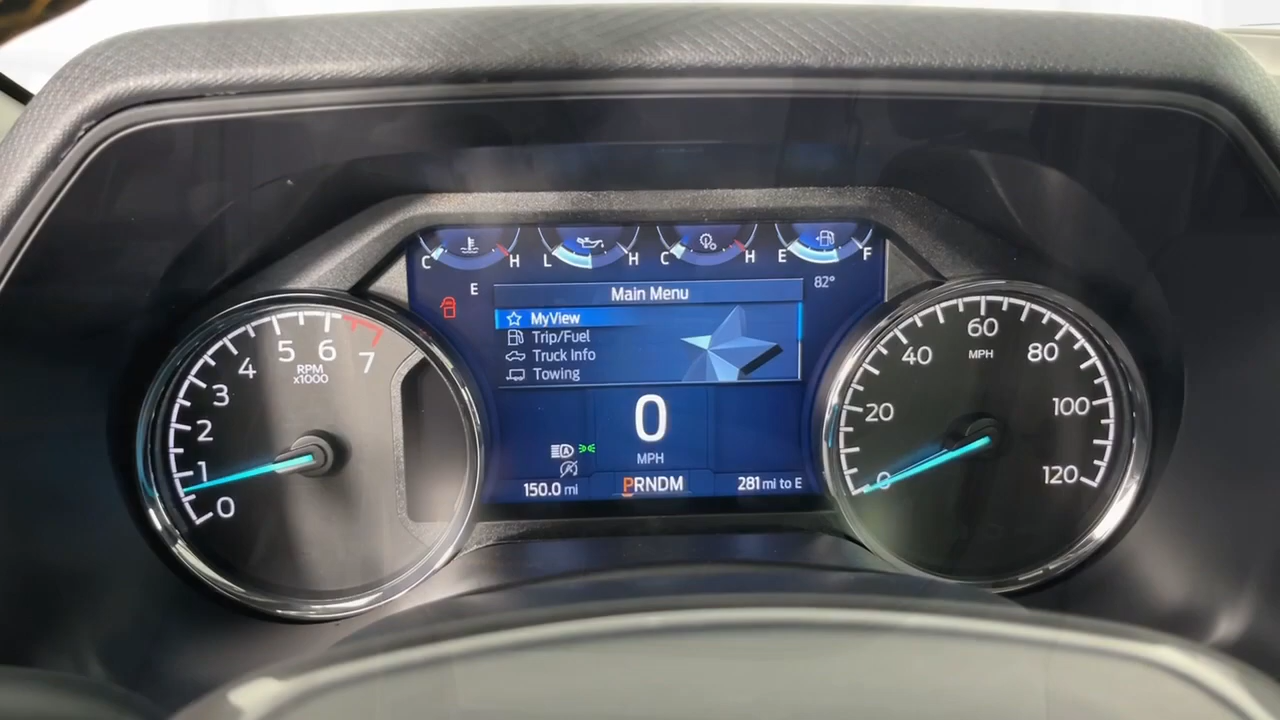 C H L H C H E F
E
82°
Main Menu
MyView
Trip/Fuel
Truck Info
Towing
0
MPH
150.0 mi
PRNDM
281 mi to E
0
1
2
3
4
5
6
7
RPM
x1000
0
20
40
60
80
100
120
MPH